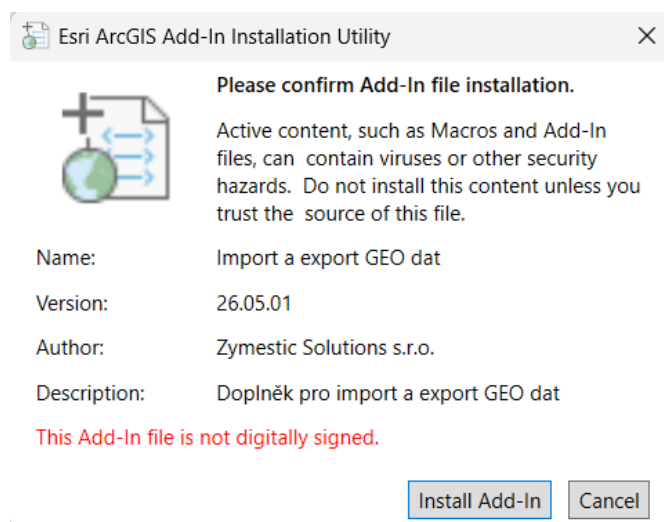 Esri ArcGIS Add-In Installation Utility
Please confirm Add-In file installation.
Active content, such as Macros and Add-In
files, can  contain viruses or other security
hazards.  Do not install this content unless you
trust the  source of this file.
Name: Import a export GEO dat
Version: 26.05.01
Author: Zymestic Solutions s.r.o.
Description: Doplněk pro import a export GEO dat
This Add-In file is not digitally signed.
Install Add-In Cancel